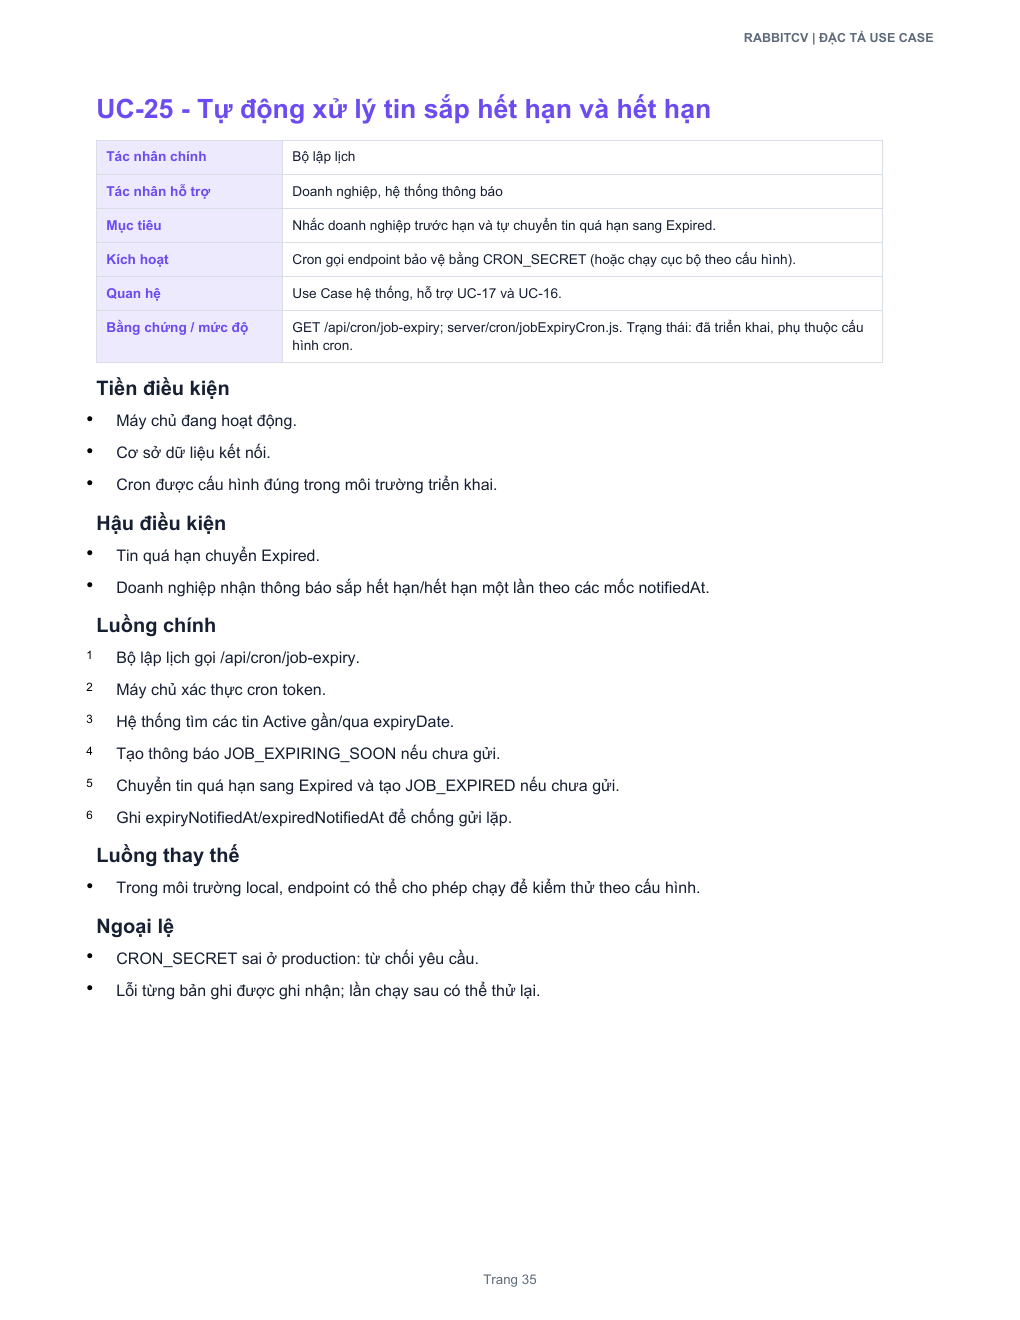 RABBITCV | ĐẶC TẢ USE CASE
UC-25 - Tự động xử lý tin sắp hết hạn và hết hạn
Tác nhân chính
Bộ lập lịch
Tác nhân hỗ trợ
Doanh nghiệp, hệ thống thông báo
Mục tiêu
Nhắc doanh nghiệp trước hạn và tự chuyển tin quá hạn sang Expired.
Kích hoạt
Cron gọi endpoint bảo vệ bằng CRON_SECRET (hoặc chạy cục bộ theo cấu hình).
Quan hệ
Use Case hệ thống, hỗ trợ UC-17 và UC-16.
Bằng chứng / mức độ
GET /api/cron/job-expiry; server/cron/jobExpiryCron.js. Trạng thái: đã triển khai, phụ thuộc cấu
hình cron.
Tiền điều kiện
• Máy chủ đang hoạt động.
• Cơ sở dữ liệu kết nối.
• Cron được cấu hình đúng trong môi trường triển khai.
Hậu điều kiện
• Tin quá hạn chuyển Expired.
• Doanh nghiệp nhận thông báo sắp hết hạn/hết hạn một lần theo các mốc notifiedAt.
Luồng chính
1 Bộ lập lịch gọi /api/cron/job-expiry.
2 Máy chủ xác thực cron token.
3 Hệ thống tìm các tin Active gần/qua expiryDate.
4 Tạo thông báo JOB_EXPIRING_SOON nếu chưa gửi.
5 Chuyển tin quá hạn sang Expired và tạo JOB_EXPIRED nếu chưa gửi.
6 Ghi expiryNotifiedAt/expiredNotifiedAt để chống gửi lặp.
Luồng thay thế
• Trong môi trường local, endpoint có thể cho phép chạy để kiểm thử theo cấu hình.
Ngoại lệ
• CRON_SECRET sai ở production: từ chối yêu cầu.
• Lỗi từng bản ghi được ghi nhận; lần chạy sau có thể thử lại.
Trang 35